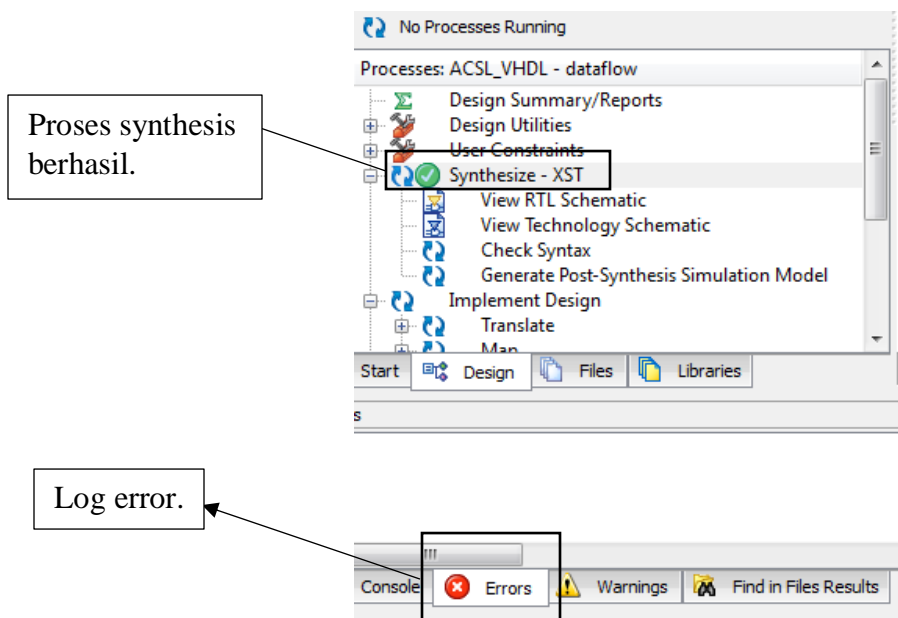 No Processes Running
Processes: ACSL_VHDL - dataflow
Design Summary/Reports
Design Utilities
User Constraints
Synthesize - XST
View RTL Schematic
View Technology Schematic
Check Syntax
Generate Post-Synthesis Simulation Model
Implement Design
Translate
Map
Proses synthesis
berhasil.
Start Design Files Libraries
s
Log error.
Console Errors Warnings Find in Files Results